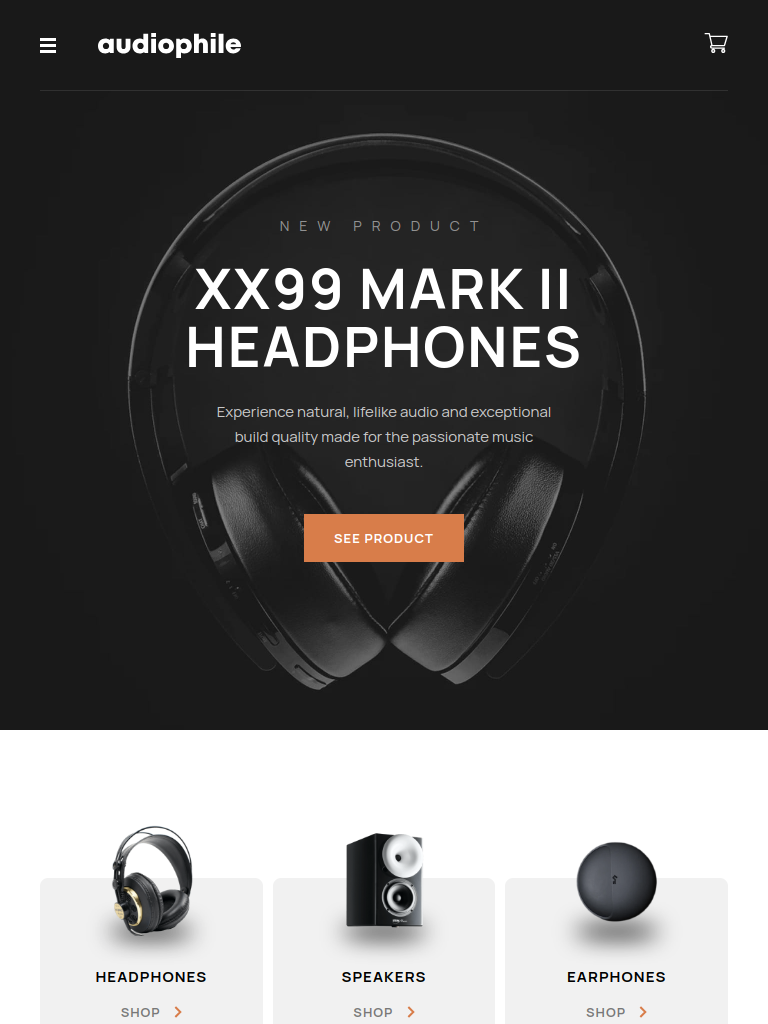 audiophile
NEW PRODUCT
XX99 MARK II
HEADPHONES
Experience natural, lifelike audio and exceptional
build quality made for the passionate music
enthusiast.
SEE PRODUCT
HEADPHONES
SPEAKERS
EARPHONES
SHOP
SHOP
SHOP